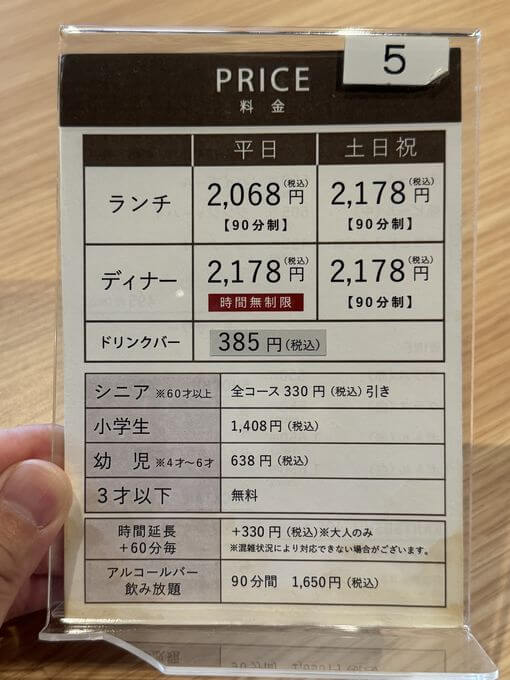 5
PRICE
料金
平日 土日祝
ランチ 2,068円(税込) 2,178円(税込)
【90分制】 【90分制】
ディナー 2,178円(税込) 2,178円(税込)
時間無制限 【90分制】
ドリンクバー 385円(税込)
シニア ※60才以上 全コース330円(税込)引き
小学生 1,408円(税込)
幼児 ※4才〜6才 638円(税込)
3才以下 無料
時間延長 +330円(税込)※大人のみ
+60分毎 ※混雑状況により対応できない場合がございます。
アルコールバー 90分間 1,650円(税込)
飲み放題